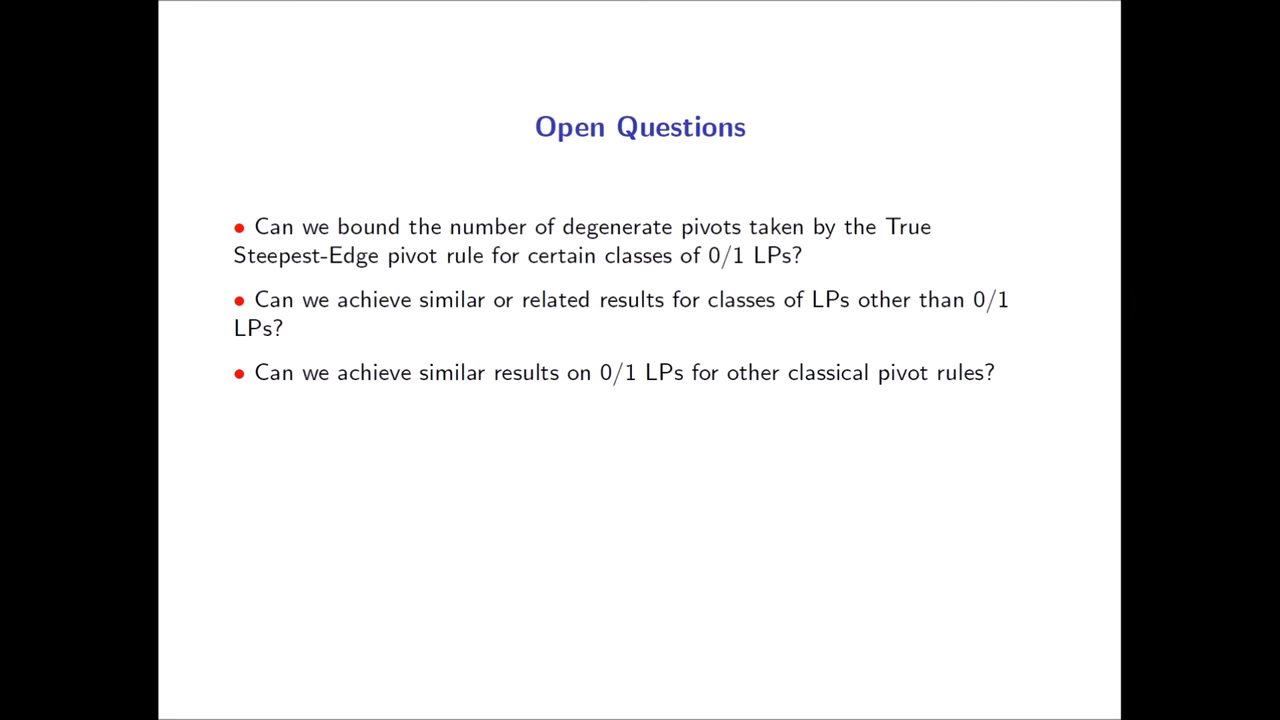 Open Questions
• Can we bound the number of degenerate pivots taken by the True
Steepest-Edge pivot rule for certain classes of 0/1 LPs?
• Can we achieve similar or related results for classes of LPs other than 0/1
LPs?
• Can we achieve similar results on 0/1 LPs for other classical pivot rules?